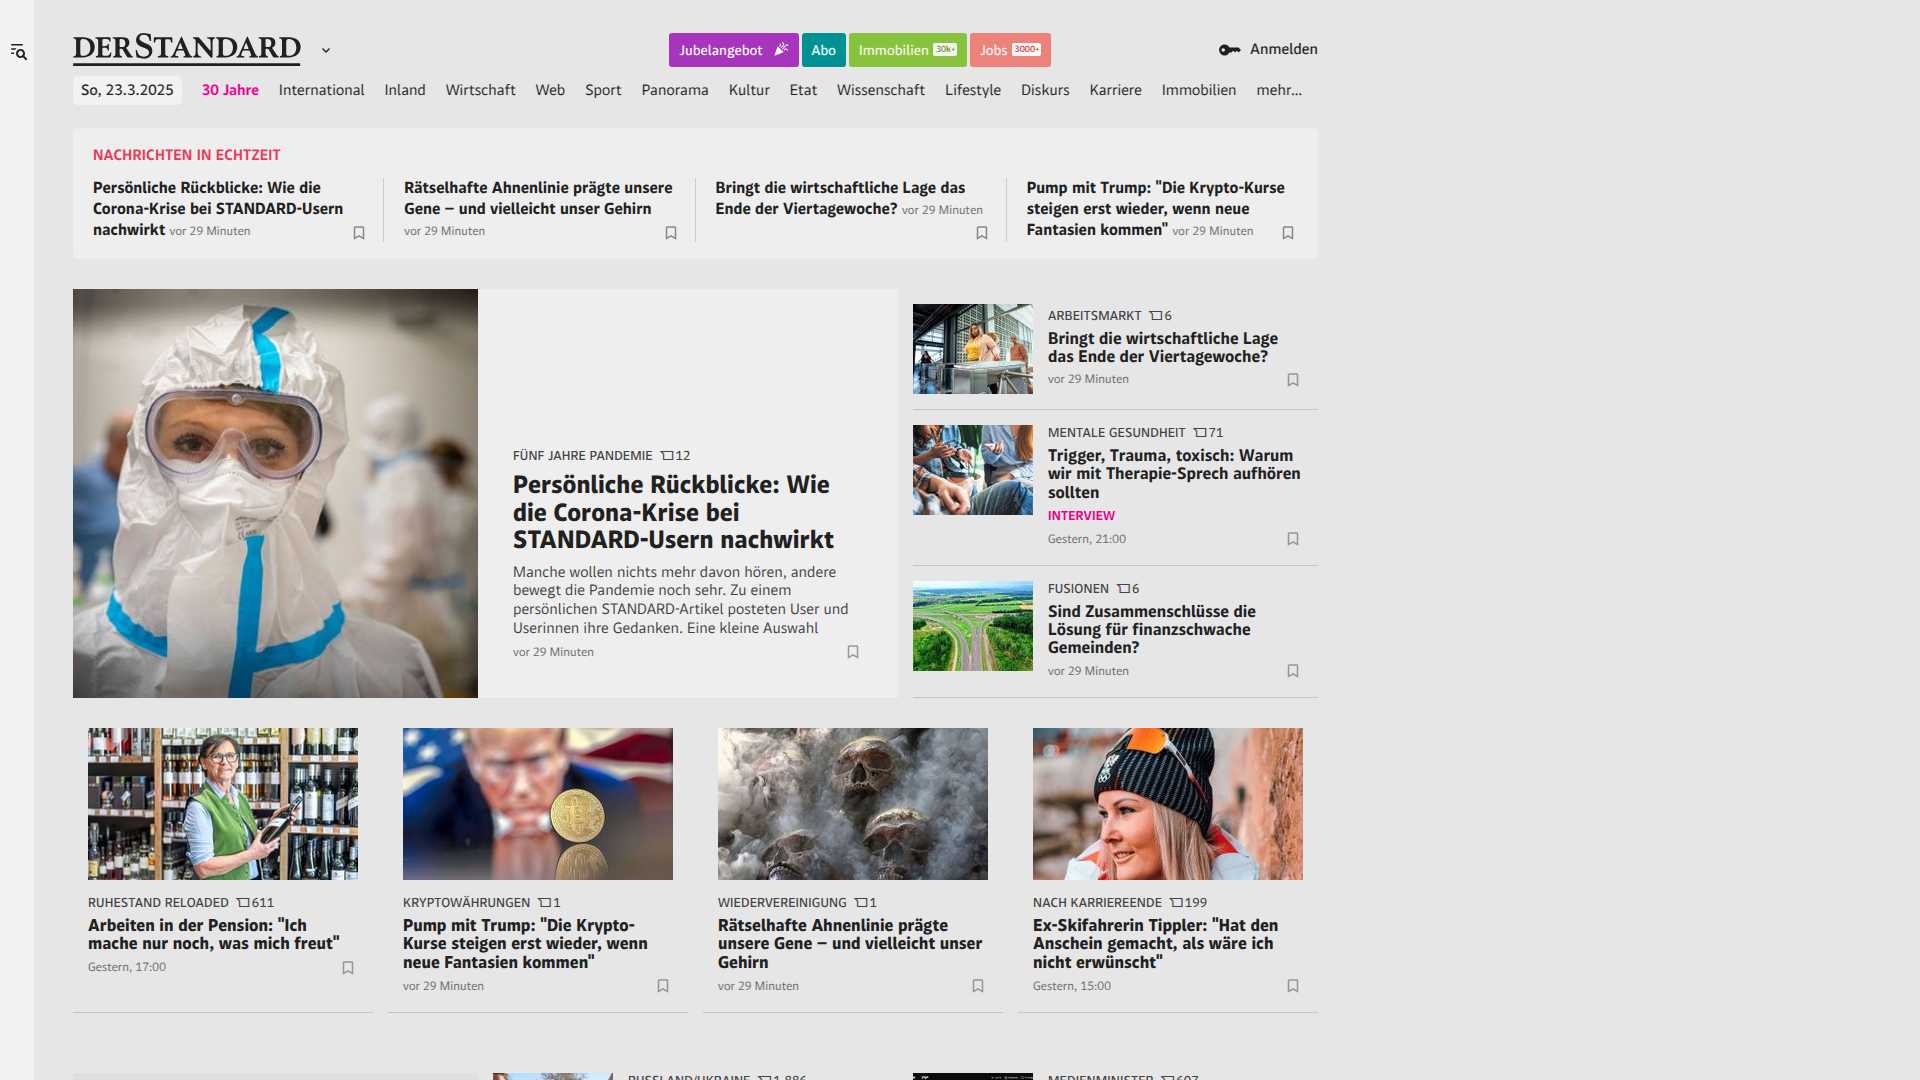 DERSTANDARD
Jubelangebot
Abo
Immobilien 30k+
Jobs 3000+
Anmelden
So, 23.3.2025
30 Jahre
International
Inland
Wirtschaft
Web
Sport
Panorama
Kultur
Etat
Wissenschaft
Lifestyle
Diskurs
Karriere
Immobilien
mehr...
NACHRICHTEN IN ECHTZEIT
Persönliche Rückblicke: Wie die
Corona-Krise bei STANDARD-Usern
nachwirkt vor 29 Minuten
Rätselhafte Ahnenlinie prägte unsere
Gene – und vielleicht unser Gehirn
vor 29 Minuten
Bringt die wirtschaftliche Lage das
Ende der Viertagewoche? vor 29 Minuten
Pump mit Trump: "Die Krypto-Kurse
steigen erst wieder, wenn neue
Fantasien kommen" vor 29 Minuten
FÜNF JAHRE PANDEMIE 12
Persönliche Rückblicke: Wie
die Corona-Krise bei
STANDARD-Usern nachwirkt
Manche wollen nichts mehr davon hören, andere
bewegt die Pandemie noch sehr. Zu einem
persönlichen STANDARD-Artikel posteten User und
Userinnen ihre Gedanken. Eine kleine Auswahl
vor 29 Minuten
ARBEITSMARKT 6
Bringt die wirtschaftliche Lage
das Ende der Viertagewoche?
vor 29 Minuten
MENTALE GESUNDHEIT 71
Trigger, Trauma, toxisch: Warum
wir mit Therapie-Sprech aufhören
sollten
INTERVIEW
Gestern, 21:00
FUSIONEN 6
Sind Zusammenschlüsse die
Lösung für finanzschwache
Gemeinden?
vor 29 Minuten
RUHESTAND RELOADED 611
Arbeiten in der Pension: "Ich
mache nur noch, was mich freut"
Gestern, 17:00
KRYPTOWÄHRUNGEN 1
Pump mit Trump: "Die Krypto-
Kurse steigen erst wieder, wenn
neue Fantasien kommen"
vor 29 Minuten
WIEDERVEREINIGUNG 1
Rätselhafte Ahnenlinie prägte
unsere Gene – und vielleicht unser
Gehirn
vor 29 Minuten
NACH KARRIEREENDE 199
Ex-Skifahrerin Tippler: "Hat den
Anschein gemacht, als wäre ich
nicht erwünscht"
Gestern, 15:00
RUSSLAND/UKRAINE 1.886
MEDIENMINISTER 607